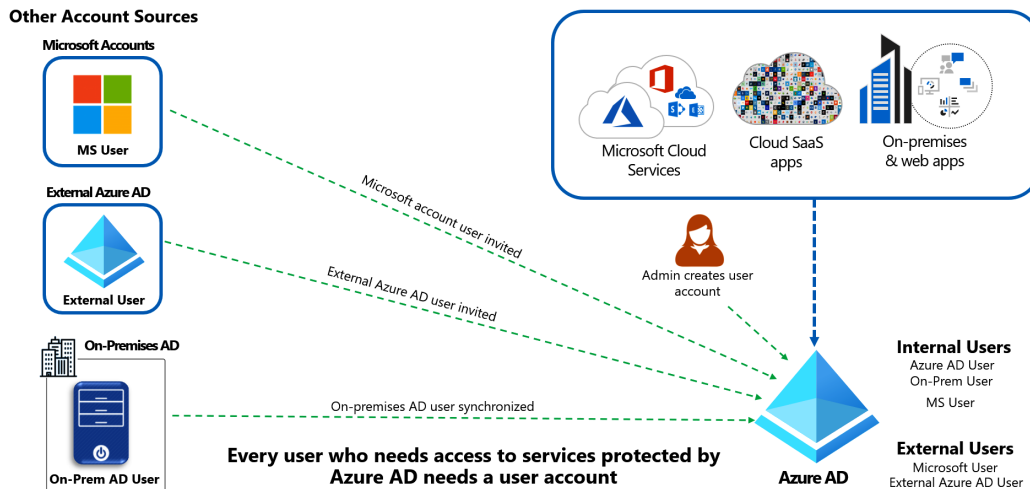 Other Account Sources
Microsoft Accounts
MS User
External Azure AD
External User
On-Premises AD
On-Prem AD User
Microsoft account user invited
External Azure AD user invited
On-premises AD user synchronized
Microsoft Cloud
Services
Cloud SaaS
apps
On-premises
& web apps
Admin creates user
account
Azure AD
Internal Users
Azure AD User
On-Prem User
MS User
External Users
Microsoft User
External Azure AD User
Every user who needs access to services protected by
Azure AD needs a user account